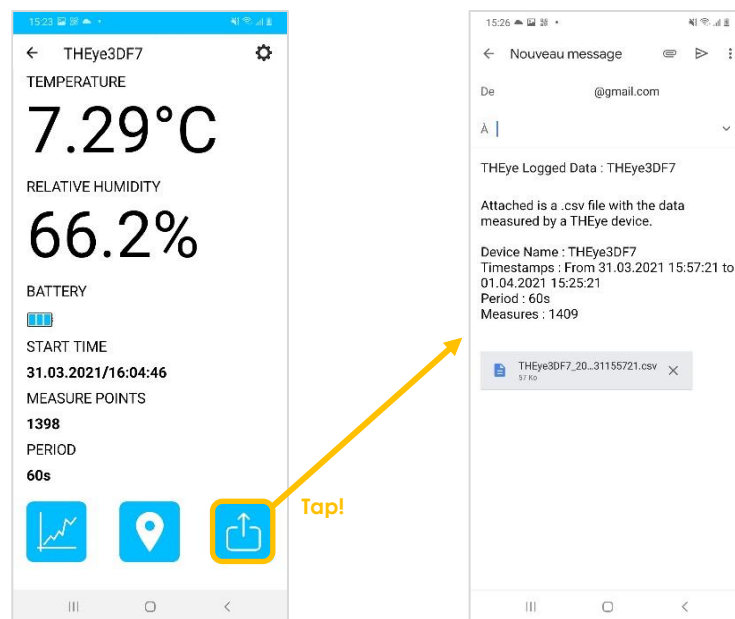 15:23
THEye3DF7
TEMPERATURE
7.29°C
RELATIVE HUMIDITY
66.2%
BATTERY
START TIME
31.03.2021/16:04:46
MEASURE POINTS
1398
PERIOD
60s
Tap!
15:26
Nouveau message
De @gmail.com
À
THEye Logged Data : THEye3DF7
Attached is a .csv file with the data
measured by a THEye device.
Device Name : THEye3DF7
Timestamps : From 31.03.2021 15:57:21 to
01.04.2021 15:25:21
Period : 60s
Measures : 1409
THEye3DF7_20...31155721.csv
57 Ko